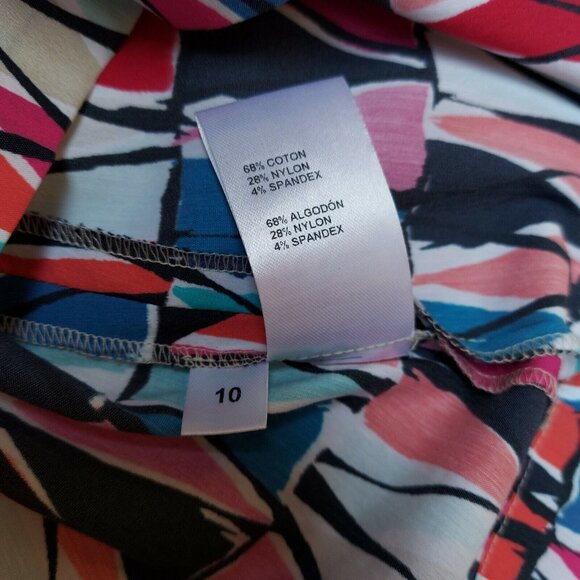 68% COTON
28% NYLON
4% SPANDEX
68% ALGODÓN
28% NYLON
4% SPANDEX
10